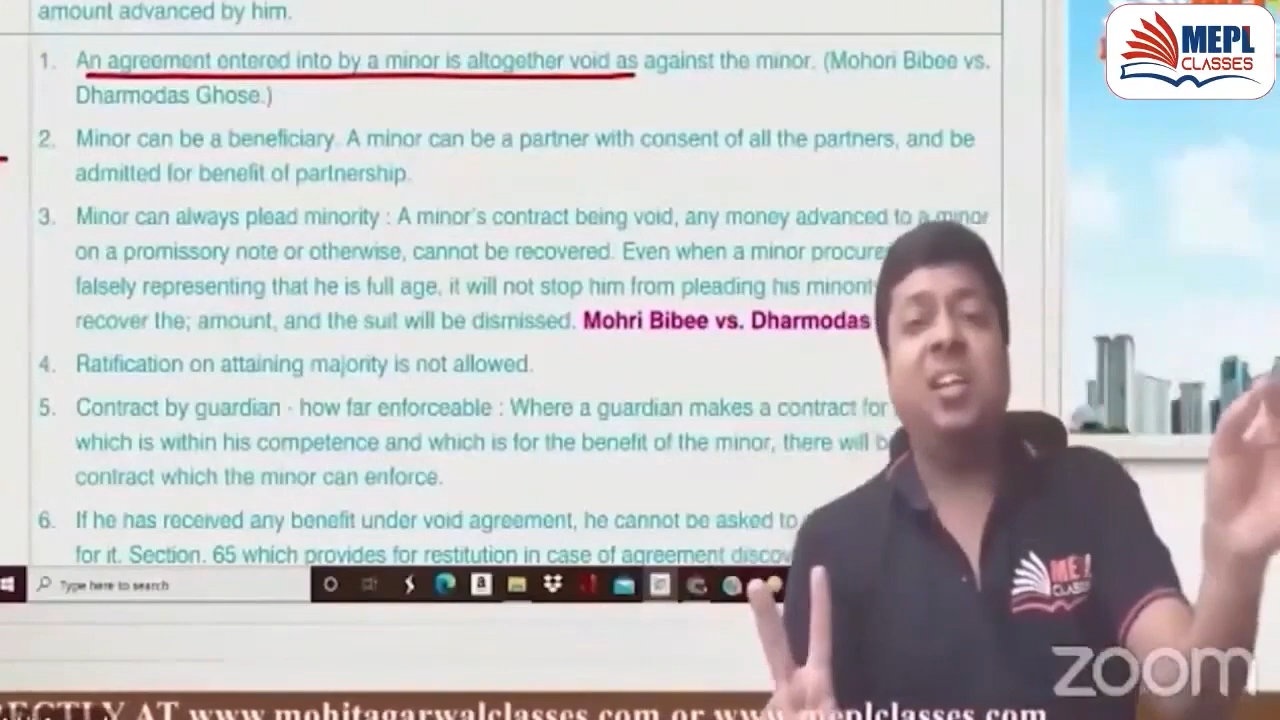 amount advanced by him.
1. An agreement entered into by a minor is altogether void as against the minor. (Mohori Bibee vs.
Dharmodas Ghose.)
2. Minor can be a beneficiary. A minor can be a partner with consent of all the partners, and be
admitted for benefit of partnership.
3. Minor can always plead minority : A minor's contract being void, any money advanced to a minor
on a promissory note or otherwise, cannot be recovered. Even when a minor procure
falsely representing that he is full age, it will not stop him from pleading his minorit
recover the; amount, and the suit will be dismissed. Mohri Bibee vs. Dharmodas
4. Ratification on attaining majority is not allowed.
5. Contract by guardian - how far enforceable : Where a guardian makes a contract for
which is within his competence and which is for the benefit of the minor, there will b
contract which the minor can enforce.
6. If he has received any benefit under void agreement, he cannot be asked to
for it. Section. 65 which provides for restitution in case of agreement discov
Type here to search
MEPL
CLASSES
MEPL
CLASSES
zoom
RECTLY AT www.mohitagarwalclasses.com or www.meplclasses.com